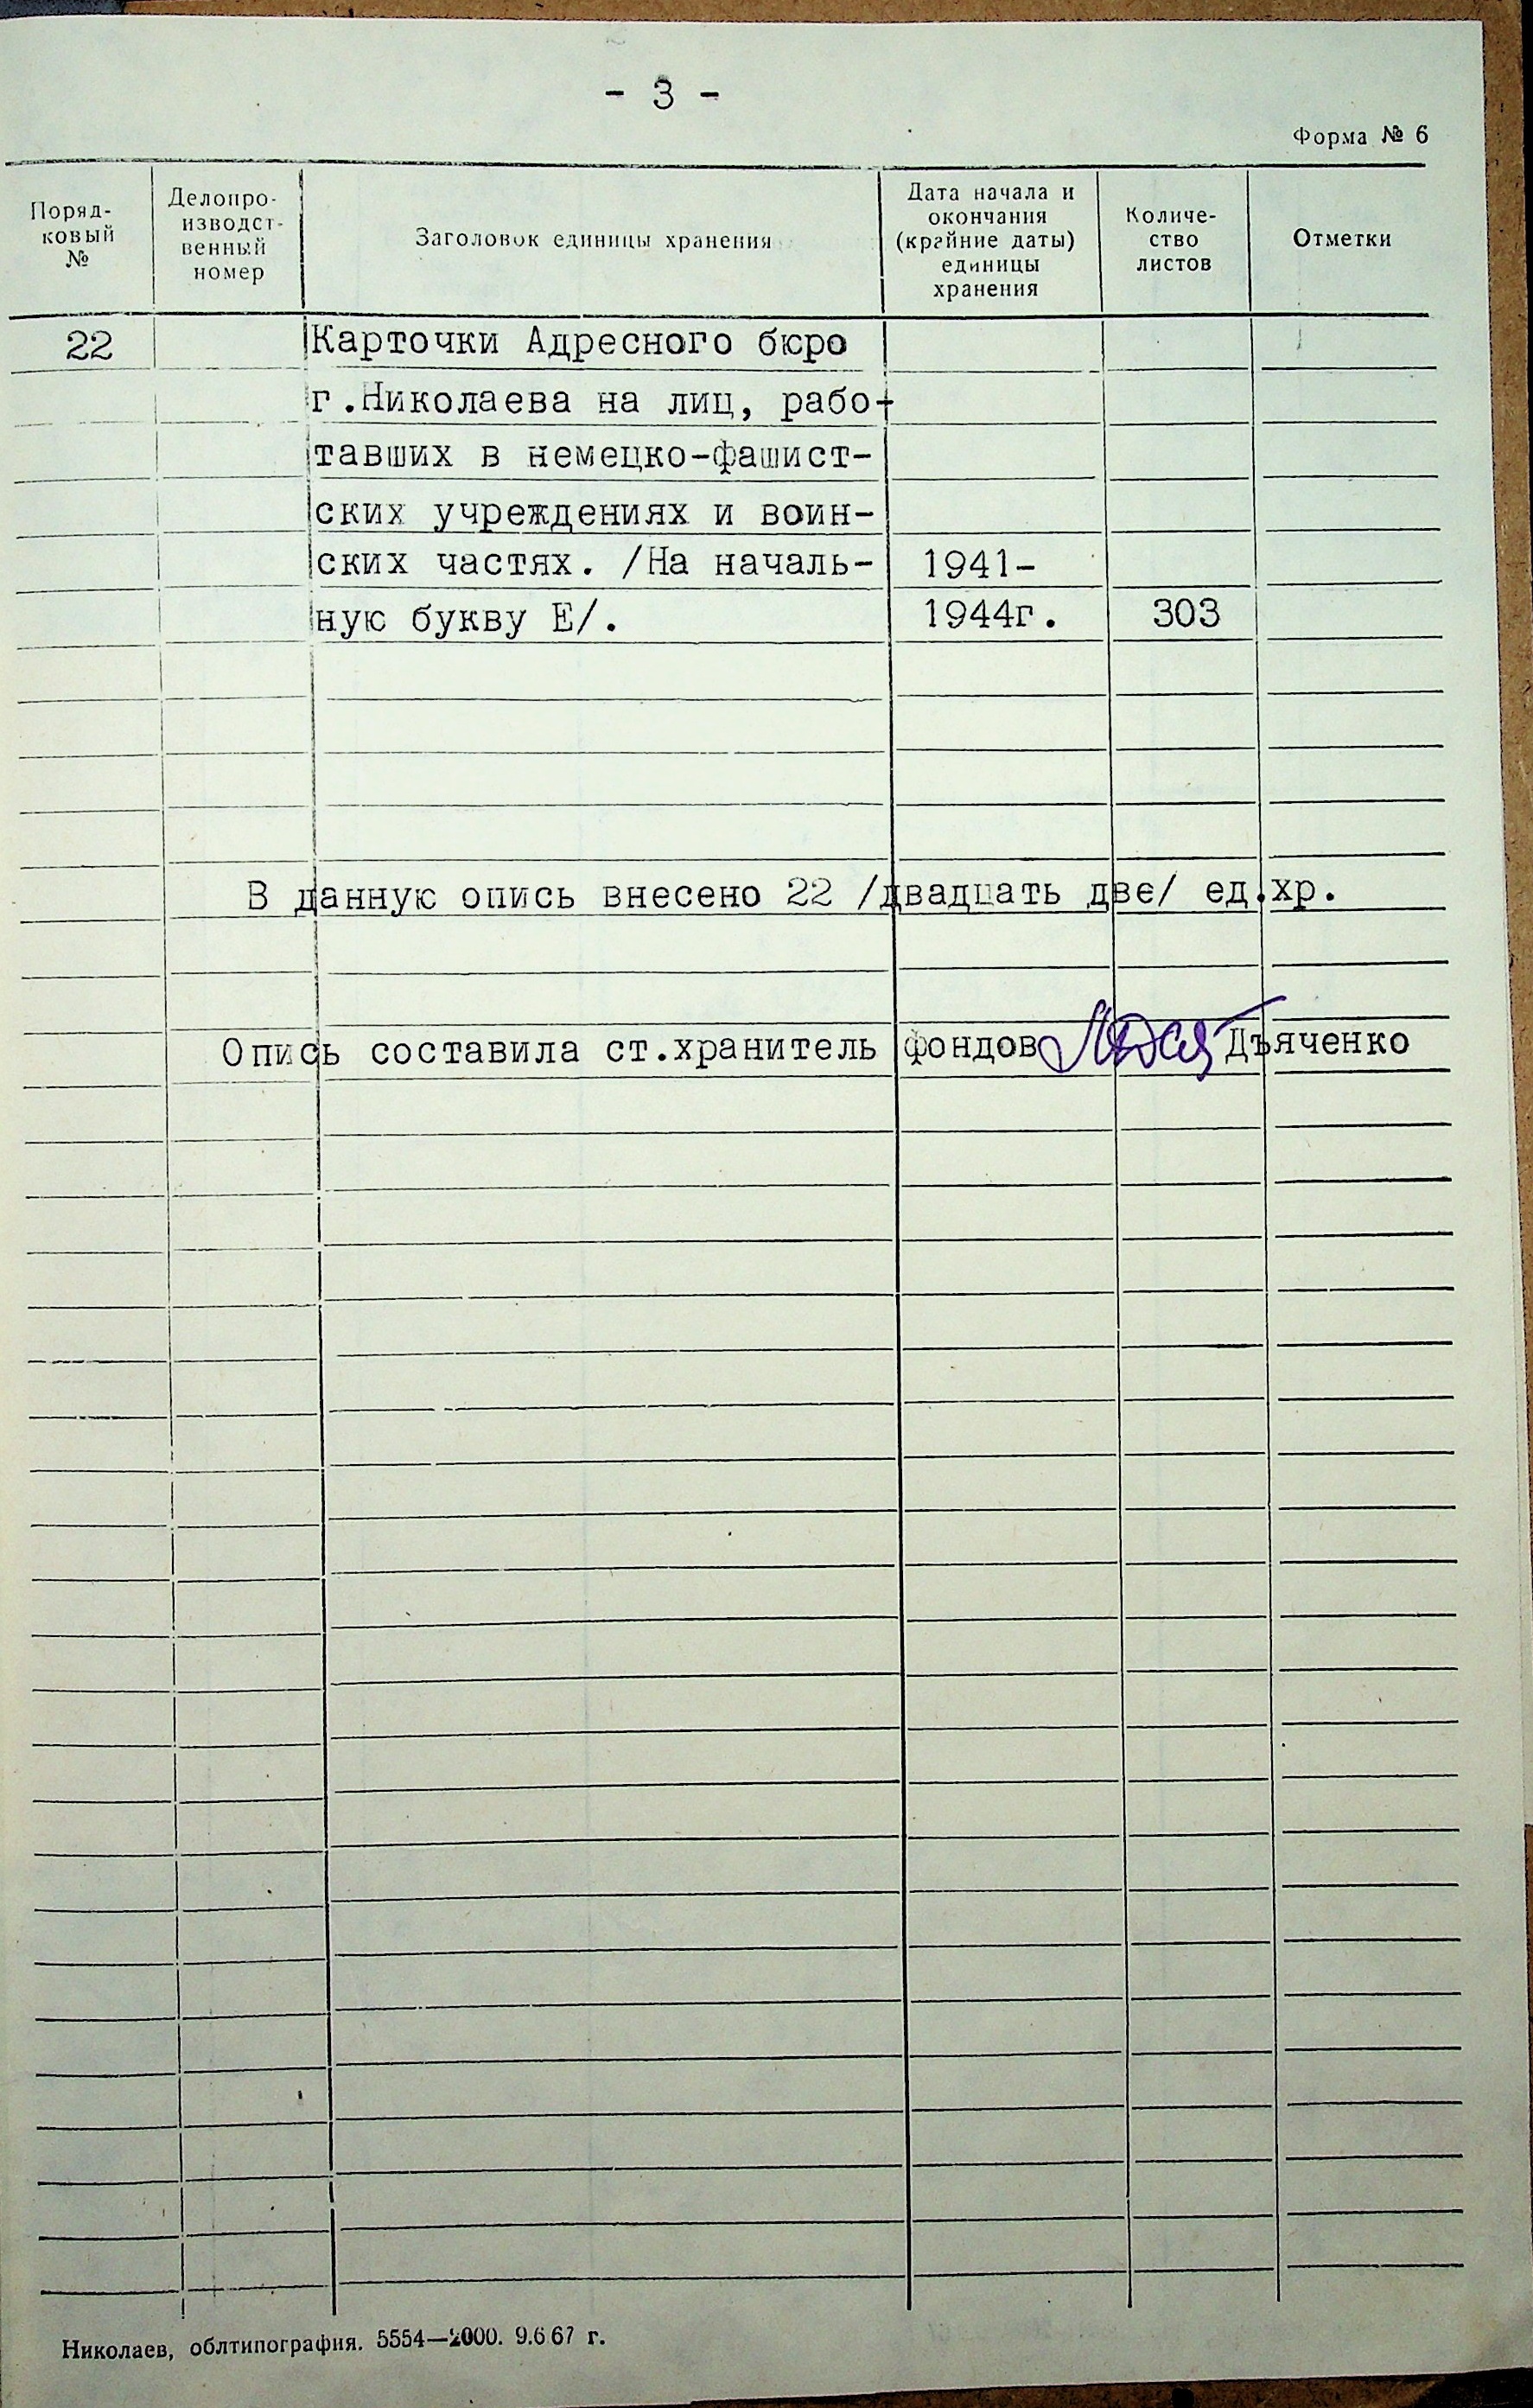 - 3 -
Форма № 6
Поряд-
ковый
№
Делопро-
изводст-
венный
номер
Заголовок единицы хранения
Дата начала и
окончания
(крайние даты)
единицы
хранения
Количе-
ство
листов
Отметки
22 Карточки Адресного бюро
г.Николаева на лиц, рабо-
тавших в немецко-фашист-
ских учреждениях и воин-
ских частях. /На началь- 1941-
ную букву Е/. 1944г. 303
В данную опись внесено 22 /двадцать две/ ед.хр.
Опись составила ст.хранитель фондов Дьяченко
Николаев, облтипография. 5554—2000. 9.6 67 г.